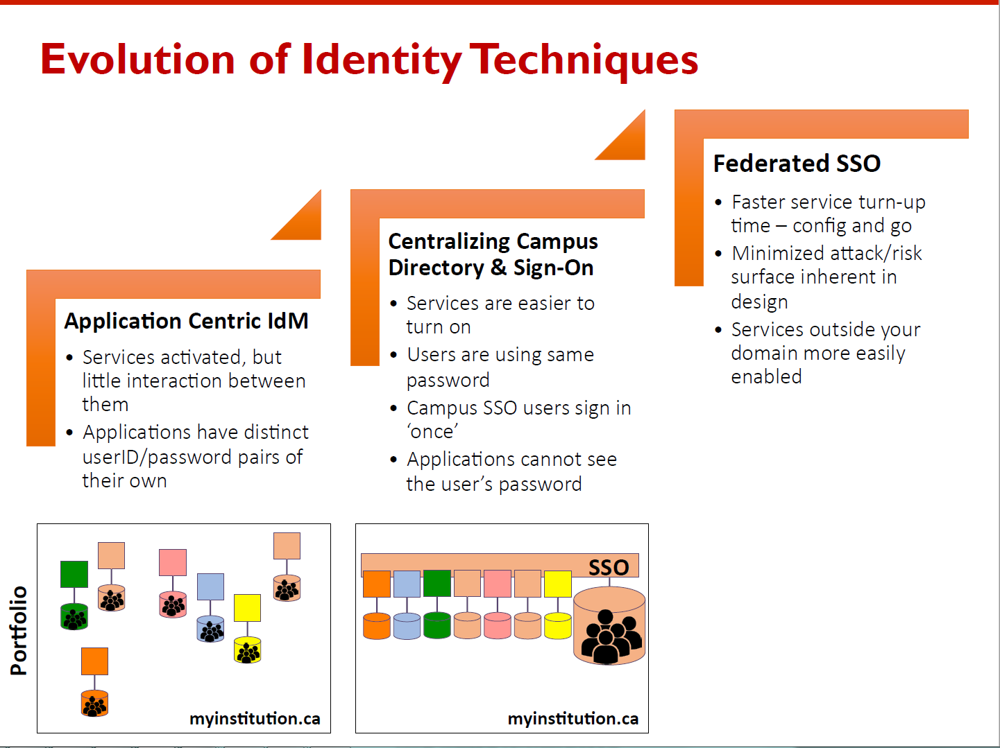 Evolution of Identity Techniques
Application Centric IdM
• Services activated, but
little interaction between
them
• Applications have distinct
userID/password pairs of
their own
Centralizing Campus
Directory & Sign-On
• Services are easier to
turn on
• Users are using same
password
• Campus SSO users sign in
‘once’
• Applications cannot see
the user’s password
Federated SSO
• Faster service turn-up
time – config and go
• Minimized attack/risk
surface inherent in
design
• Services outside your
domain more easily
enabled
Portfolio
myinstitution.ca
SSO
myinstitution.ca